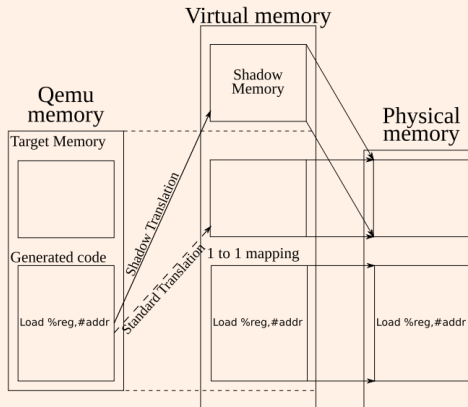 Virtual memory
Shadow
Memory
Qemu
memory
Physical
memory
Target Memory
Shadow Translation
Standard Translation
Generated code
1 to 1 mapping
Load %reg,#addr
Load %reg,#addr
Load %reg,#addr